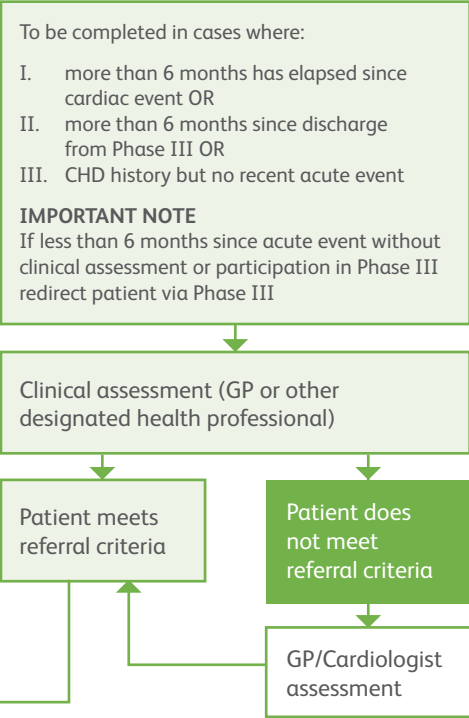 To be completed in cases where:
I. more than 6 months has elapsed since
cardiac event OR
II. more than 6 months since discharge
from Phase III OR
III. CHD history but no recent acute event
IMPORTANT NOTE
If less than 6 months since acute event without
clinical assessment or participation in Phase III
redirect patient via Phase III
Clinical assessment (GP or other
designated health professional)
Patient meets
referral criteria
Patient does
not meet
referral criteria
GP/Cardiologist
assessment